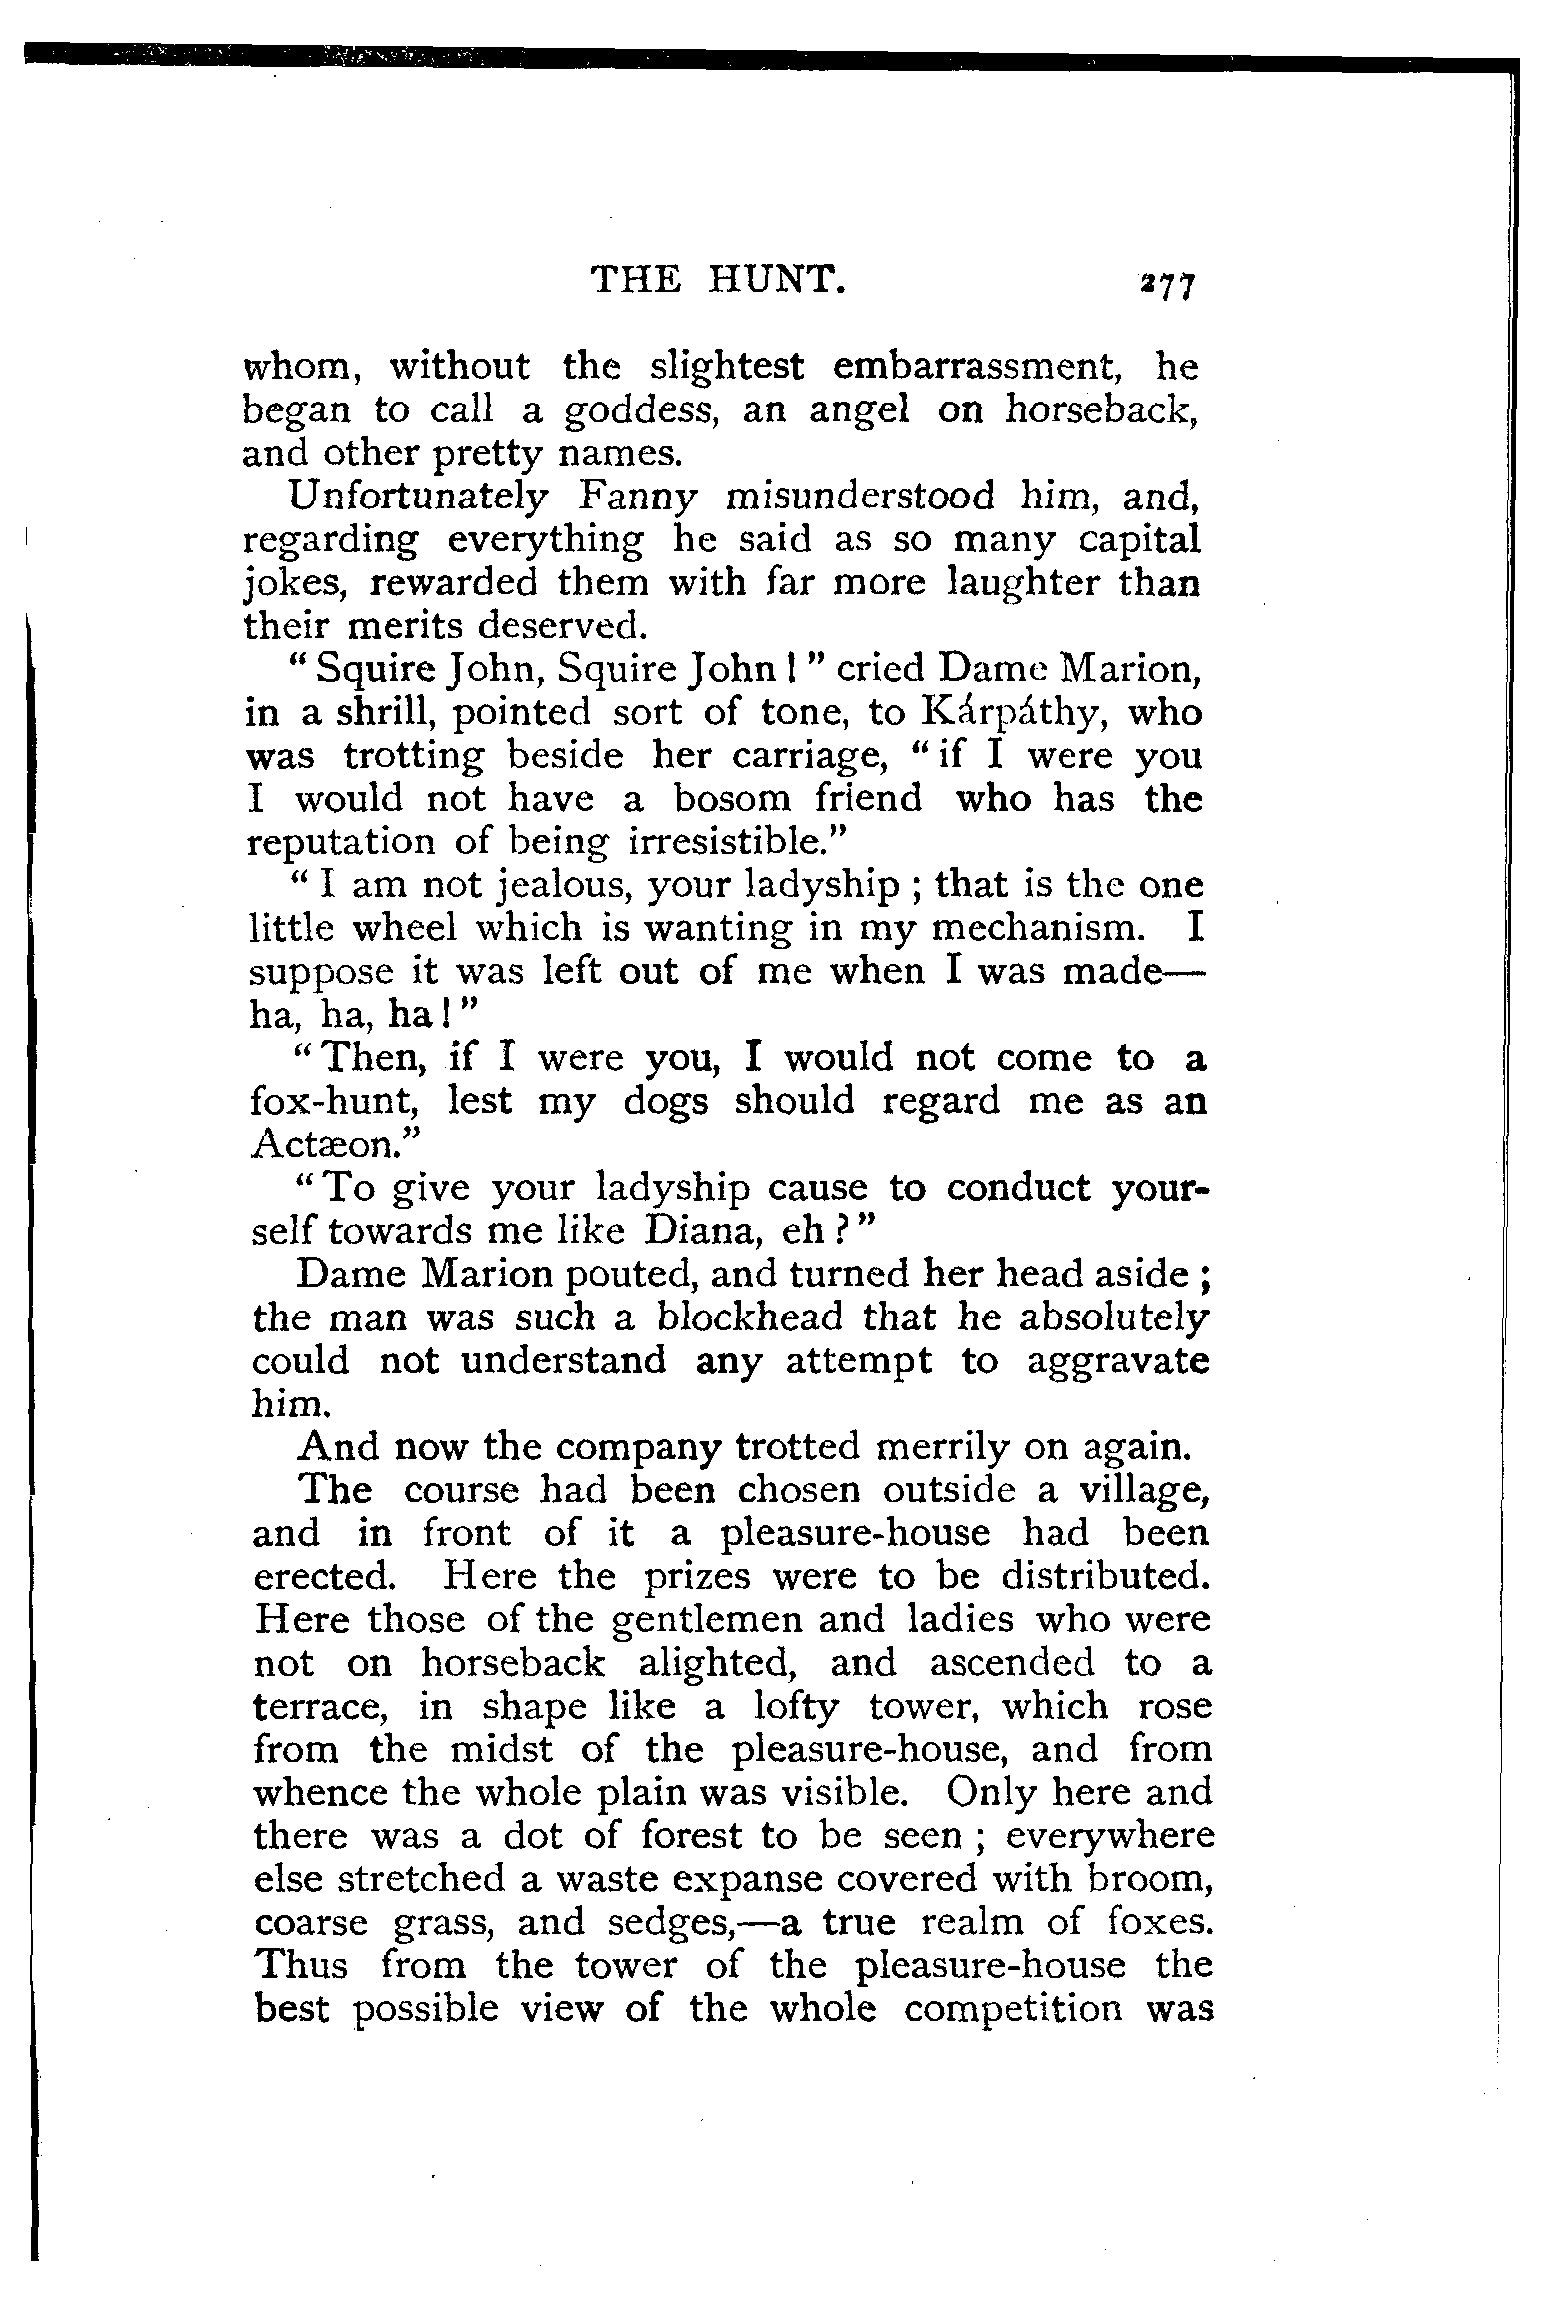 THE HUNT. 277
whom, without the slightest embarrassment, he
began to call a goddess, an angel on horseback,
and other pretty names.
Unfortunately Fanny misunderstood him, and,
regarding everything he said as so many capital
jokes, rewarded them with far more laughter than
their merits deserved.
“ Squire John, Squire John ! ” cried Dame Marion,
in a shrill, pointed sort of tone, to Kárpáthy, who
was trotting beside her carriage, “ if I were you
I would not have a bosom friend who has the
reputation of being irresistible.”
“ I am not jealous, your ladyship ; that is the one
little wheel which is wanting in my mechanism. I
suppose it was left out of me when I was made—
ha, ha, ha ! ”
“ Then, if I were you, I would not come to a
fox-hunt, lest my dogs should regard me as an
Actæon.”
“ To give your ladyship cause to conduct your-
self towards me like Diana, eh ? ”
Dame Marion pouted, and turned her head aside ;
the man was such a blockhead that he absolutely
could not understand any attempt to aggravate
him.
And now the company trotted merrily on again.
The course had been chosen outside a village,
and in front of it a pleasure-house had been
erected. Here the prizes were to be distributed.
Here those of the gentlemen and ladies who were
not on horseback alighted, and ascended to a
terrace, in shape like a lofty tower, which rose
from the midst of the pleasure-house, and from
whence the whole plain was visible. Only here and
there was a dot of forest to be seen ; everywhere
else stretched a waste expanse covered with broom,
coarse grass, and sedges,—a true realm of foxes.
Thus from the tower of the pleasure-house the
best possible view of the whole competition was